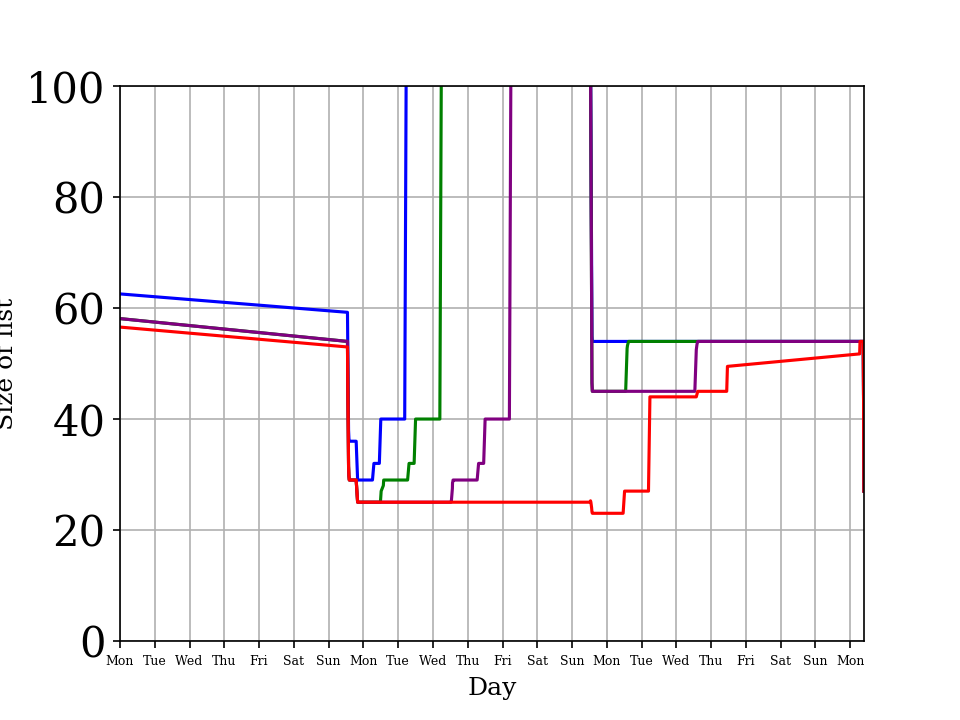 100
80
60
40
20
0
Size of list
Mon Tue Wed Thu Fri Sat Sun Mon Tue Wed Thu Fri Sat Sun Mon Tue Wed Thu Fri Sat Sun Mon
Day